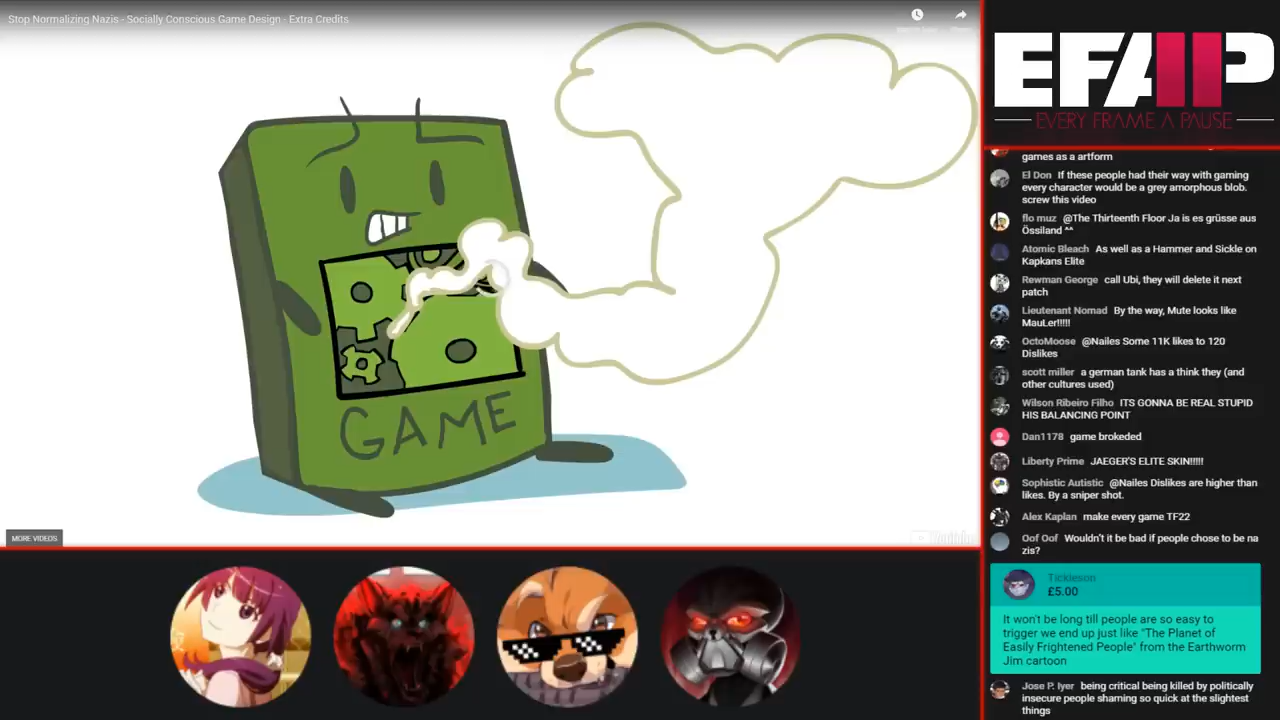 Stop Normalizing Nazis - Socially Conscious Game Design - Extra Credits
GAME
MORE VIDEOS
YouTube
EFAP
EVERY FRAME A PAUSE
games as a artform
El Don If these people had their way with gaming
every character would be a grey amorphous blob.
screw this video
flo muz @The Thirteenth Floor Ja is es grüsse aus
Össiland ^^
Atomic Bleach As well as a Hammer and Sickle on
Kapkans Elite
Rewman George call Ubi, they will delete it next
patch
Lieutenant Nomad By the way, Mute looks like
MauLer!!!!!
OctoMoose @Nailes Some 11K likes to 120
Dislikes
scott miller a german tank has a think they (and
other cultures used)
Wilson Ribeiro Filho ITS GONNA BE REAL STUPID
HIS BALANCING POINT
Dan1178 game brokeded
Liberty Prime JAEGER'S ELITE SKIN!!!!!
Sophistic Autistic @Nailes Dislikes are higher than
likes. By a sniper shot.
Alex Kaplan make every game TF22
Oof Oof Wouldn't it be bad if people chose to be na
zis?
Tickleson
£5.00
It won't be long till people are so easy to
trigger we end up just like "The Planet of
Easily Frightened People" from the Earthworm
Jim cartoon
Jose P. Iyer being critical being killed by politically
insecure people shaming so quick at the slightest
things